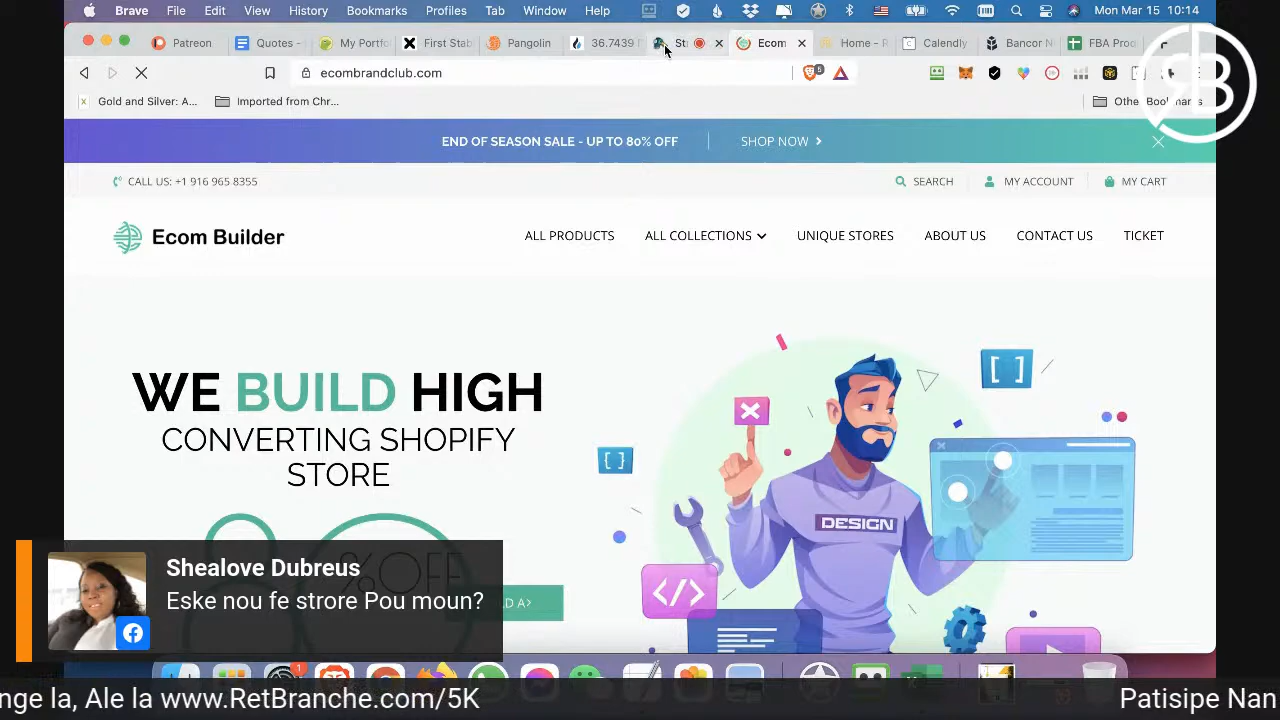 Brave File Edit View History Bookmarks Profiles Tab Window Help Mon Mar 15 10:14
Patreon Quotes - My Portfo First Stab Pangolin 36.7439 Ecom Home - R Calendly Bancor N FBA Prod
ecombrandclub.com
Gold and Silver: A... Imported from Chr... Other Bookmarks
END OF SEASON SALE - UP TO 80% OFF SHOP NOW
CALL US: +1 916 965 8355 SEARCH MY ACCOUNT MY CART
Ecom Builder ALL PRODUCTS ALL COLLECTIONS UNIQUE STORES ABOUT US CONTACT US TICKET
WE BUILD HIGH
CONVERTING SHOPIFY
STORE
DESIGN
%OFF
D A>
Shealove Dubreus
Eske nou fe strore Pou moun?
nge la, Ale la www.RetBranche.com/5K Patisipe Nan